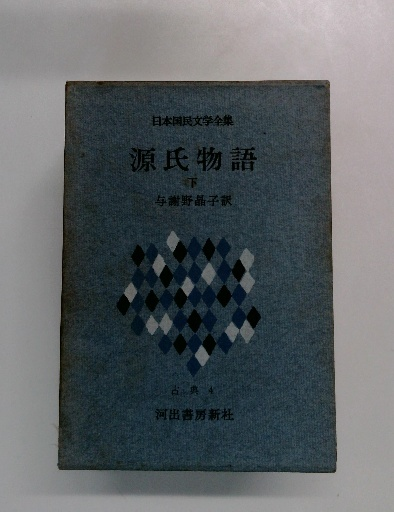 日本国民文学全集
源氏物語
下
与謝野晶子訳
古典 4
河出書房新社